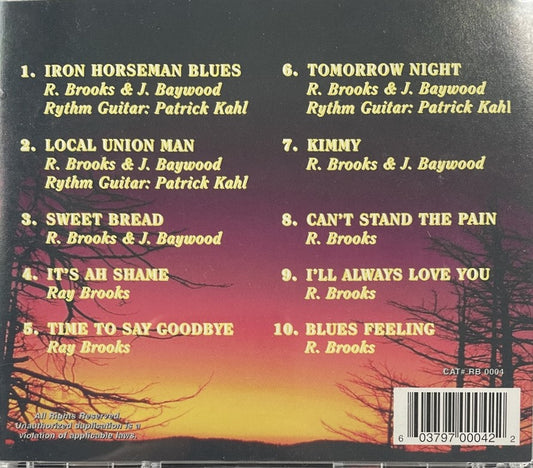 1. IRON HORSEMAN BLUES
R. Brooks & J. Baywood
Rythm Guitar: Patrick Kahl
2. LOCAL UNION MAN
R. Brooks & J. Baywood
Rythm Guitar: Patrick Kahl
3. SWEET BREAD
R. Brooks & J. Baywood
4. IT'S AH SHAME
Ray Brooks
5. TIME TO SAY GOODBYE
Ray Brooks
6. TOMORROW NIGHT
R. Brooks & J. Baywood
Rythm Guitar: Patrick Kahl
7. KIMMY
R. Brooks & J. Baywood
8. CAN'T STAND THE PAIN
R. Brooks
9. I'LL ALWAYS LOVE YOU
R. Brooks
10. BLUES FEELING
R. Brooks
All Rights Reserved.
Unauthorized duplication is a
violation of applicable laws.
CAT# RB 0004
6 03797 00042 2